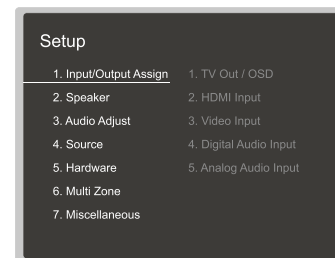 Setup
1. Input/Output Assign
2. Speaker
3. Audio Adjust
4. Source
5. Hardware
6. Multi Zone
7. Miscellaneous
1. TV Out / OSD
2. HDMI Input
3. Video Input
4. Digital Audio Input
5. Analog Audio Input